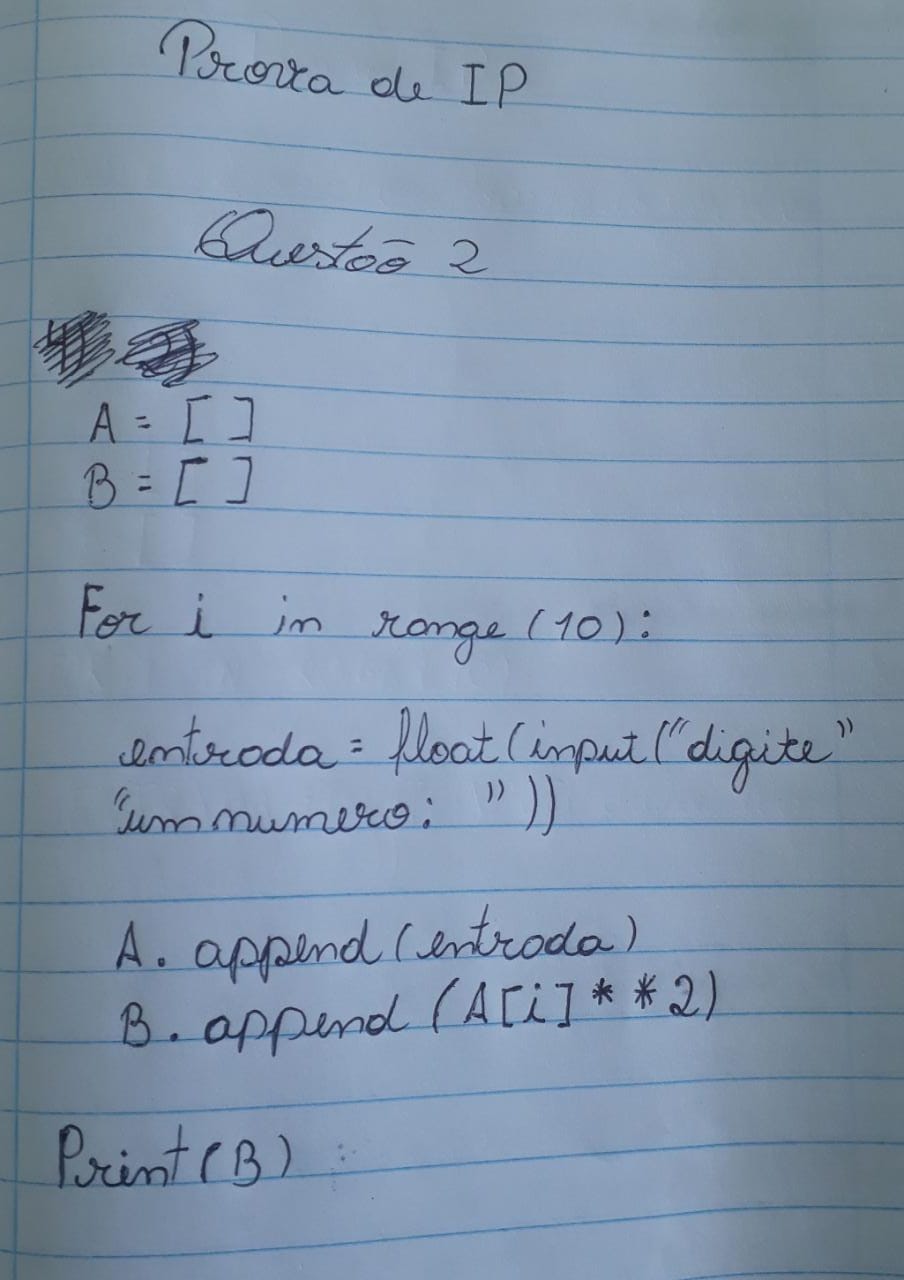 Prova de IP
Questão 2
A = [ ]
B = [ ]
For i in range (10):
entrada = float (input ("digite"
"um numero: "))
A. append (entrada)
B. append (A[i] * * 2)
Print (B)